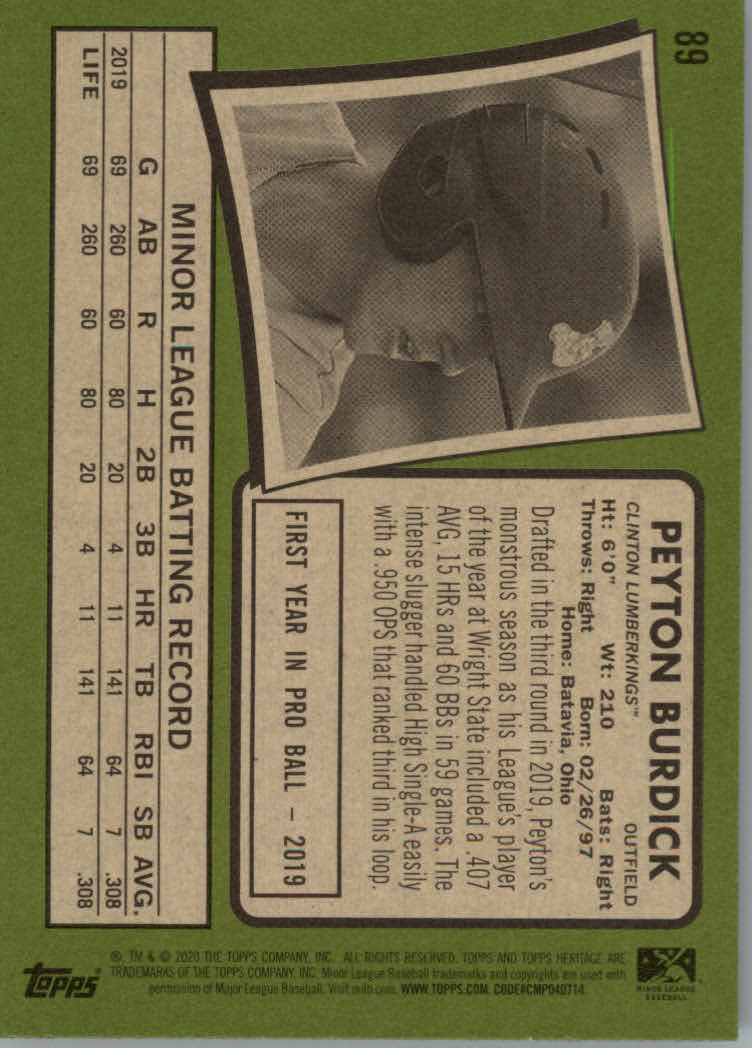 89
PEYTON BURDICK
CLINTON LUMBERKINGS™ OUTFIELD
Ht: 6'0" Wt: 210 Bats: Right
Throws: Right Born: 02/26/97
Home: Batavia, Ohio
Drafted in the third round in 2019, Peyton's
monstrous season as his League's player
of the year at Wright State included a .407
AVG, 15 HRs and 60 BBs in 59 games. The
intense slugger handled High Single-A easily
with a .950 OPS that ranked third in his loop.
FIRST YEAR IN PRO BALL – 2019
MINOR LEAGUE BATTING RECORD
G AB R H 2B 3B HR TB RBI SB AVG.
2019 69 260 60 80 20 4 11 141 64 7 .308
LIFE 69 260 60 80 20 4 11 141 64 7 .308
MINOR LEAGUE
BASEBALL
®, TM & © 2020 THE TOPPS COMPANY, INC. ALL RIGHTS RESERVED. TOPPS AND TOPPS HERITAGE ARE
TRADEMARKS OF THE TOPPS COMPANY, INC. Minor League Baseball trademarks and copyrights are used with
permission of Major League Baseball. Visit milb.com. WWW.TOPPS.COM. CODE#CMP040714.
Topps®